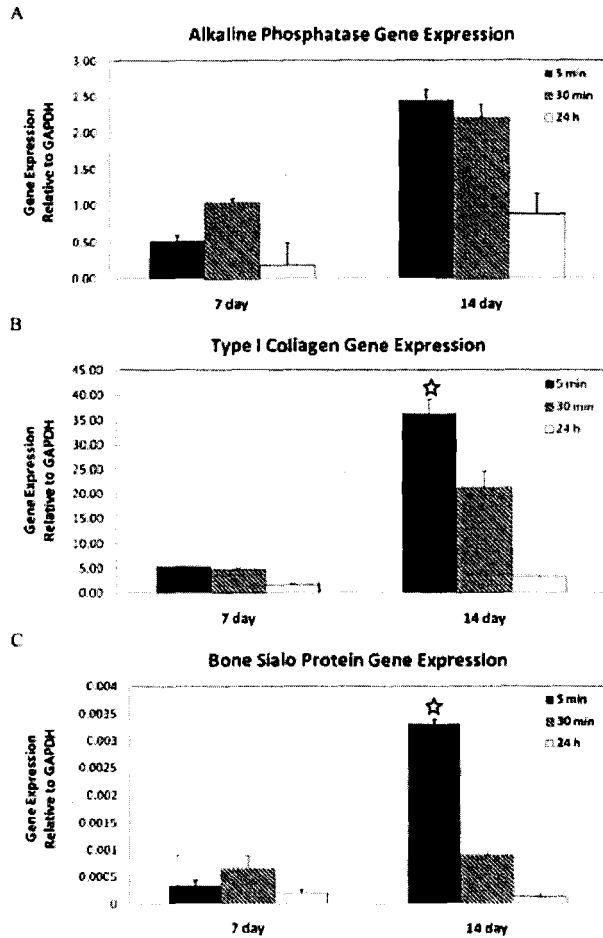 A
Alkaline Phosphatase Gene Expression
Gene Expression
Relative to GAPDH
3.00
2.50
2.00
1.50
1.00
0.50
0.00
5 min
30 min
24 h
7 day
14 day
B
Type I Collagen Gene Expression
Gene Expression
Relative to GAPDH
45.00
40.00
35.00
30.00
25.00
20.00
15.00
10.00
5.00
0.00
5 min
30 min
24 h
7 day
14 day
C
Bone Sialo Protein Gene Expression
Gene Expression
Relative to GAPDH
0.004
0.0035
0.003
0.0025
0.002
0.0015
0.001
0.0005
0
5 min
30 min
24 h
7 day
14 day